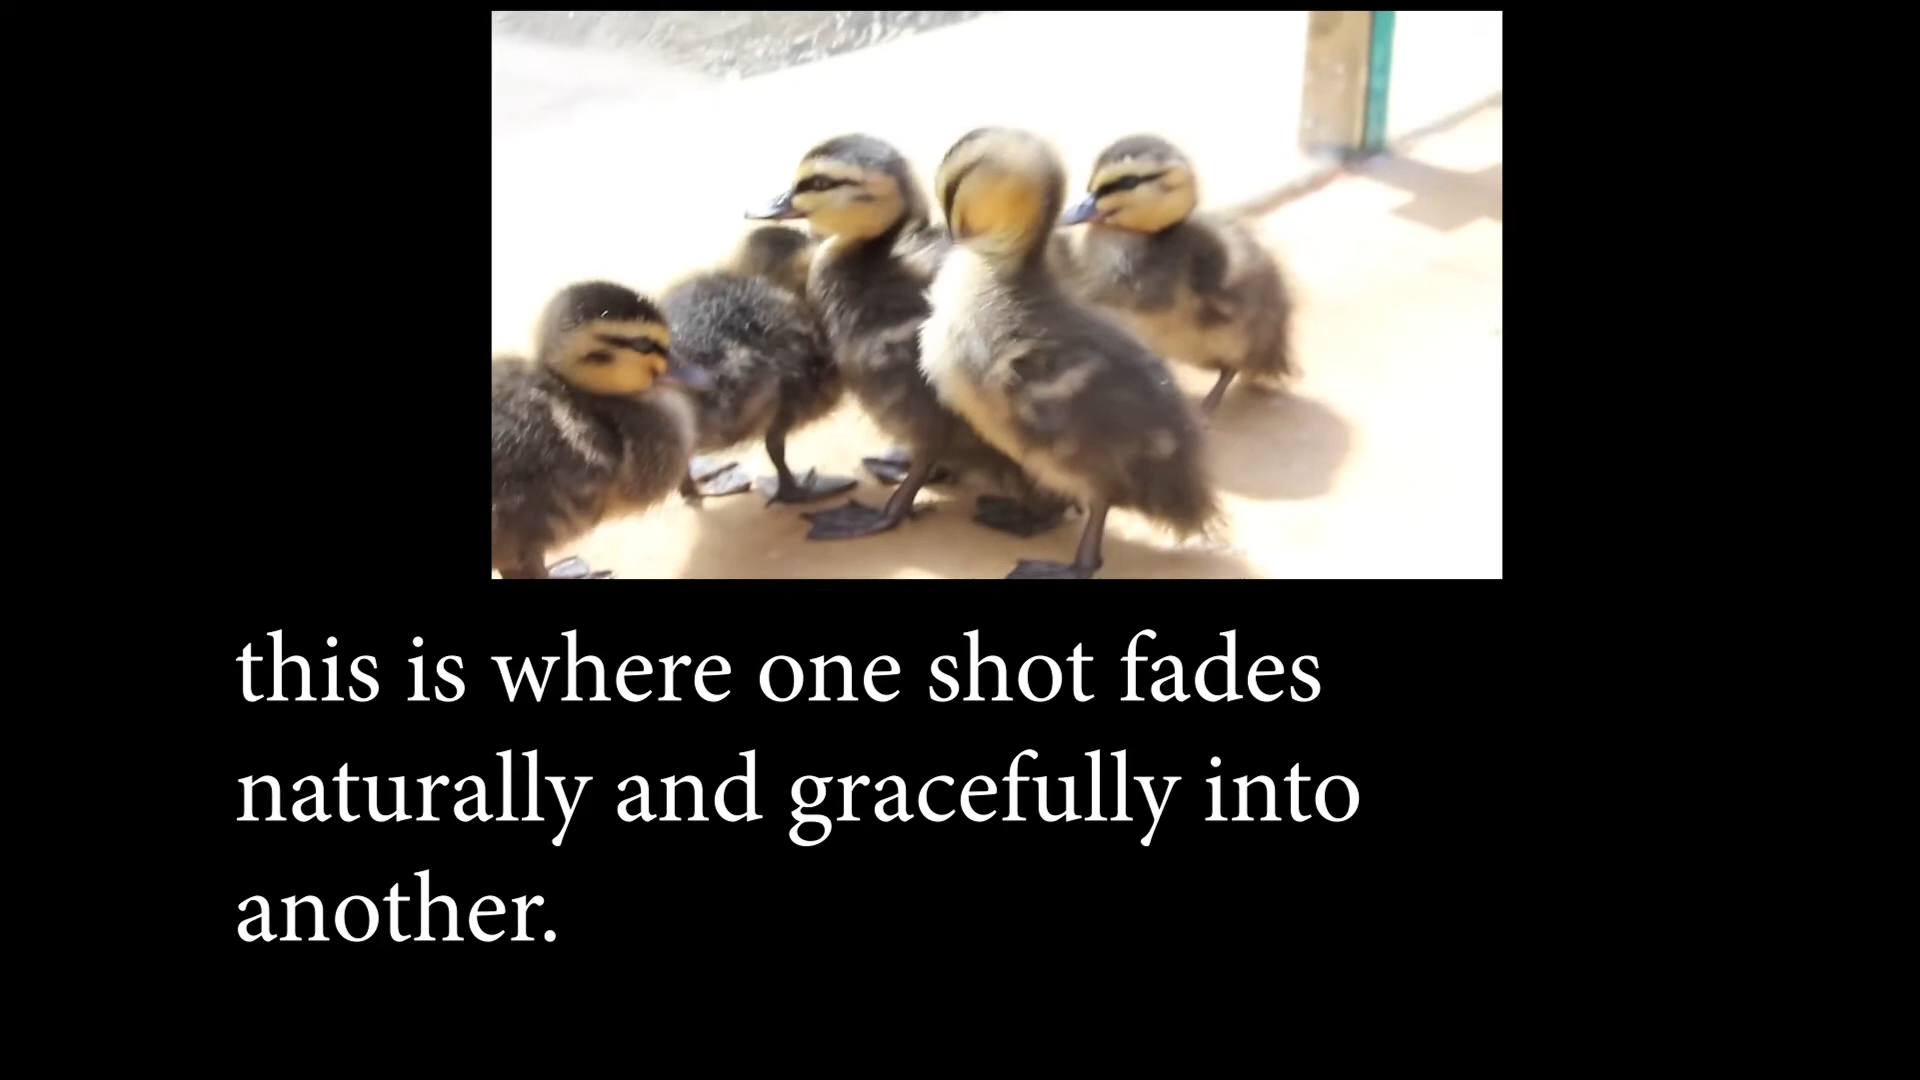 this is where one shot fades
naturally and gracefully into
another.